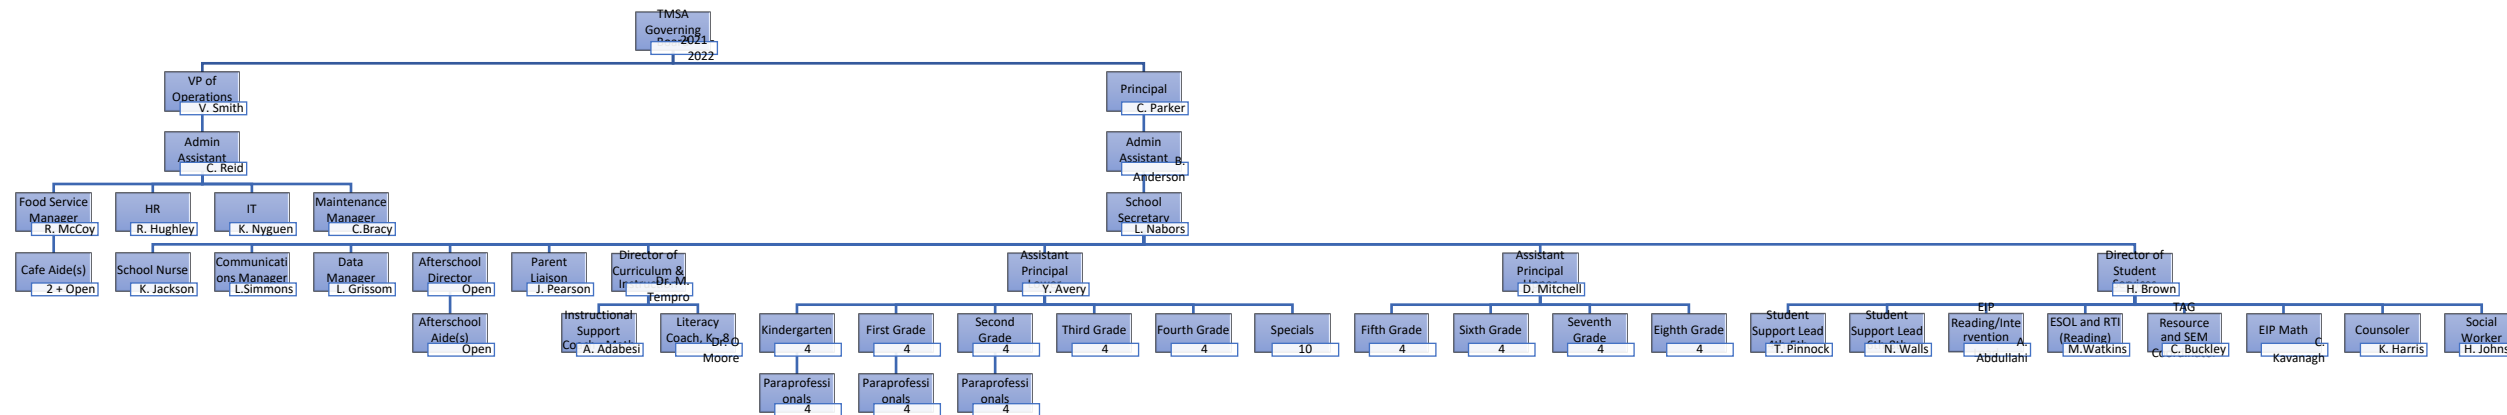 TMSA
Governing
2021 -
2022
VP of
Operations
V. Smith
Principal
C. Parker
Admin
Assistant
C. Reid
Admin
Assistant
B.
Anderson
Food Service
Manager
R. McCoy
HR
R. Hughley
IT
K. Nyguen
Maintenance
Manager
C.Bracy
School
Secretary
L. Nabors
Cafe Aide(s)
2 + Open
School Nurse
K. Jackson
Communicati
ons Manager
L.Simmons
Data
Manager
L. Grissom
Afterschool
Director
Open
Parent
Liaison
J. Pearson
Director of
Curriculum &
Dr. M.
Tempro
Assistant
Principal
Y. Avery
Assistant
Principal
D. Mitchell
Director of
Student
H. Brown
Afterschool
Aide(s)
Open
Instructional
Support
A. Adabesi
Literacy
Coach, K-8
Dr. O
Moore
Kindergarten
4
First Grade
4
Second
Grade
4
Third Grade
4
Fourth Grade
4
Specials
10
Fifth Grade
4
Sixth Grade
4
Seventh
Grade
4
Eighth Grade
4
Student
Support Lead
T. Pinnock
Student
Support Lead
N. Walls
EIP
Reading/Inte
rvention
A.
Abdullahi
ESOL and RTI
(Reading)
M.Watkins
TAG
Resource
and SEM
C. Buckley
EIP Math
C.
Kavanagh
Counsoler
K. Harris
Social
Worker
H. Johns
Paraprofessi
onals
4
Paraprofessi
onals
4
Paraprofessi
onals
4